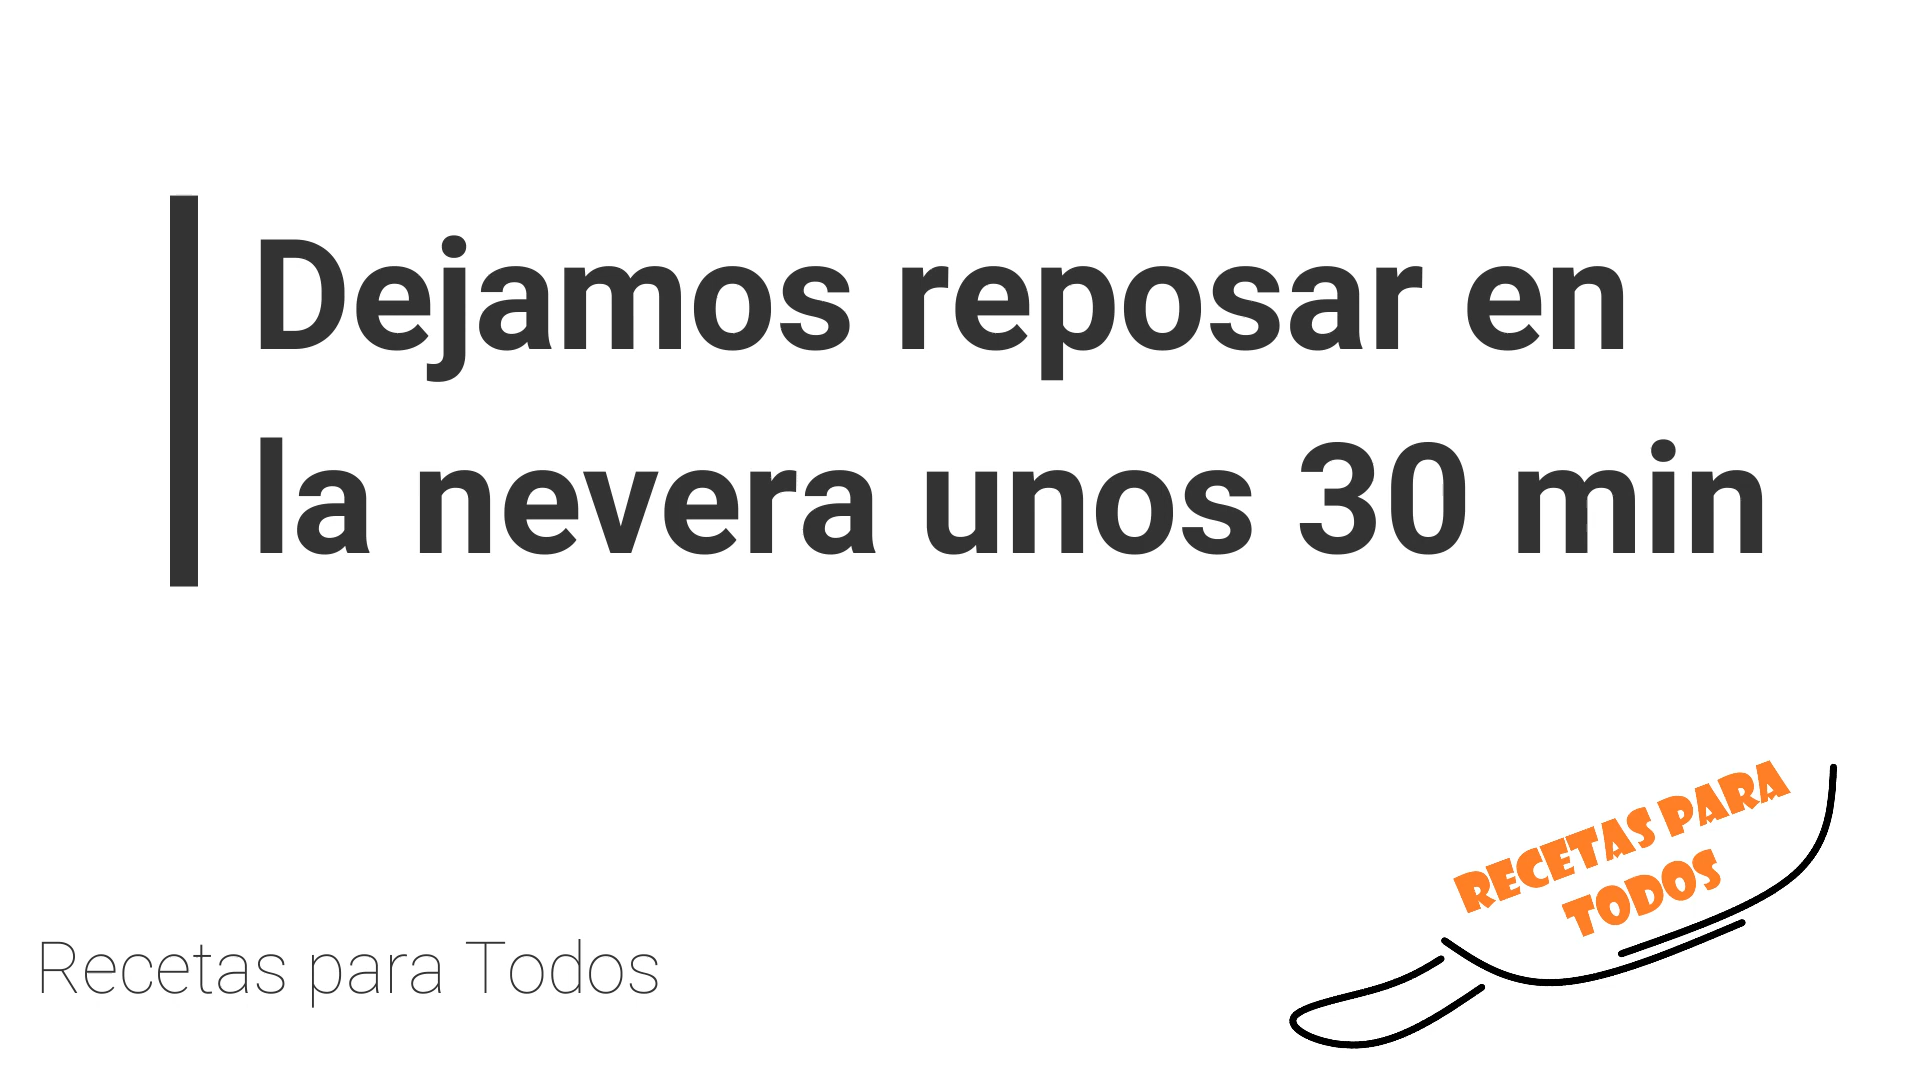 Dejamos reposar en
la nevera unos 30 min
RECETAS PARA
TODOS
Recetas para Todos